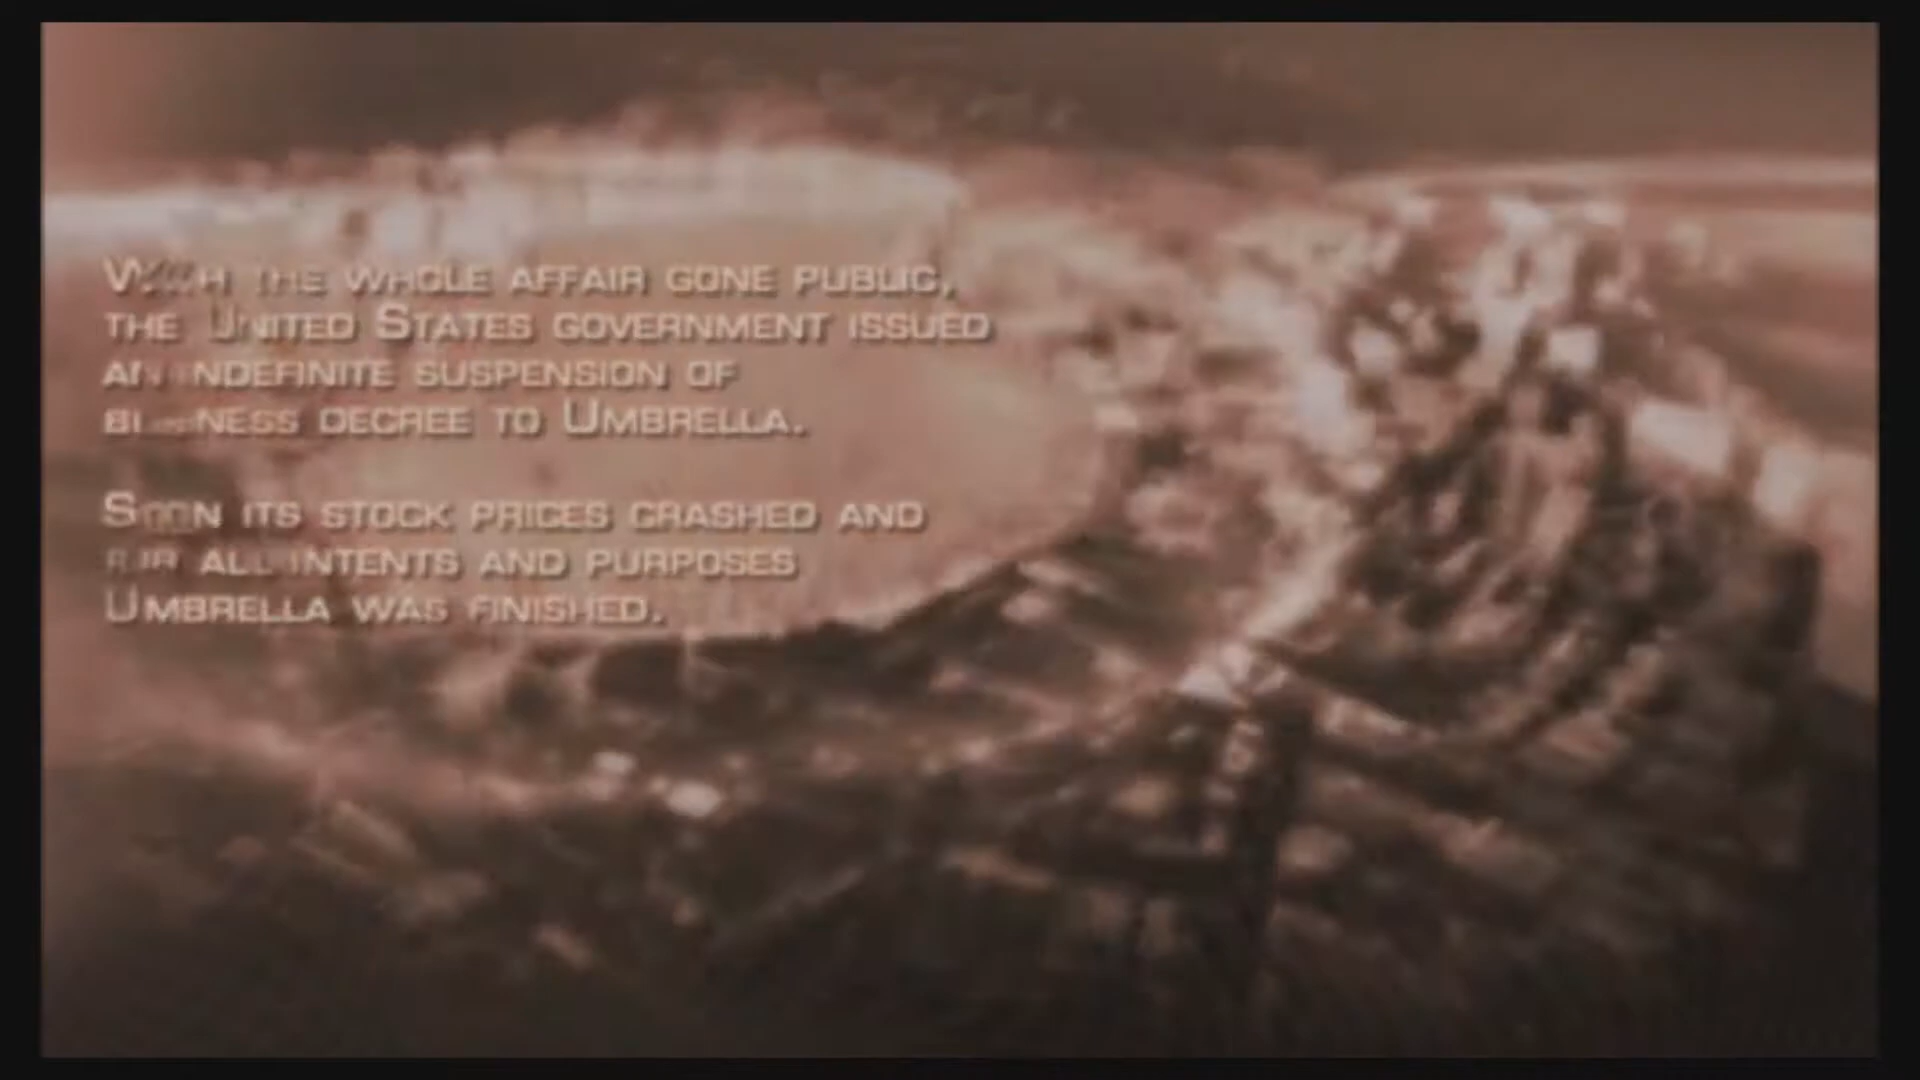 With the whole affair gone public,
the United States government issued
an indefinite suspension of
business decree to Umbrella.
Soon its stock prices crashed and
for all intents and purposes
Umbrella was finished.